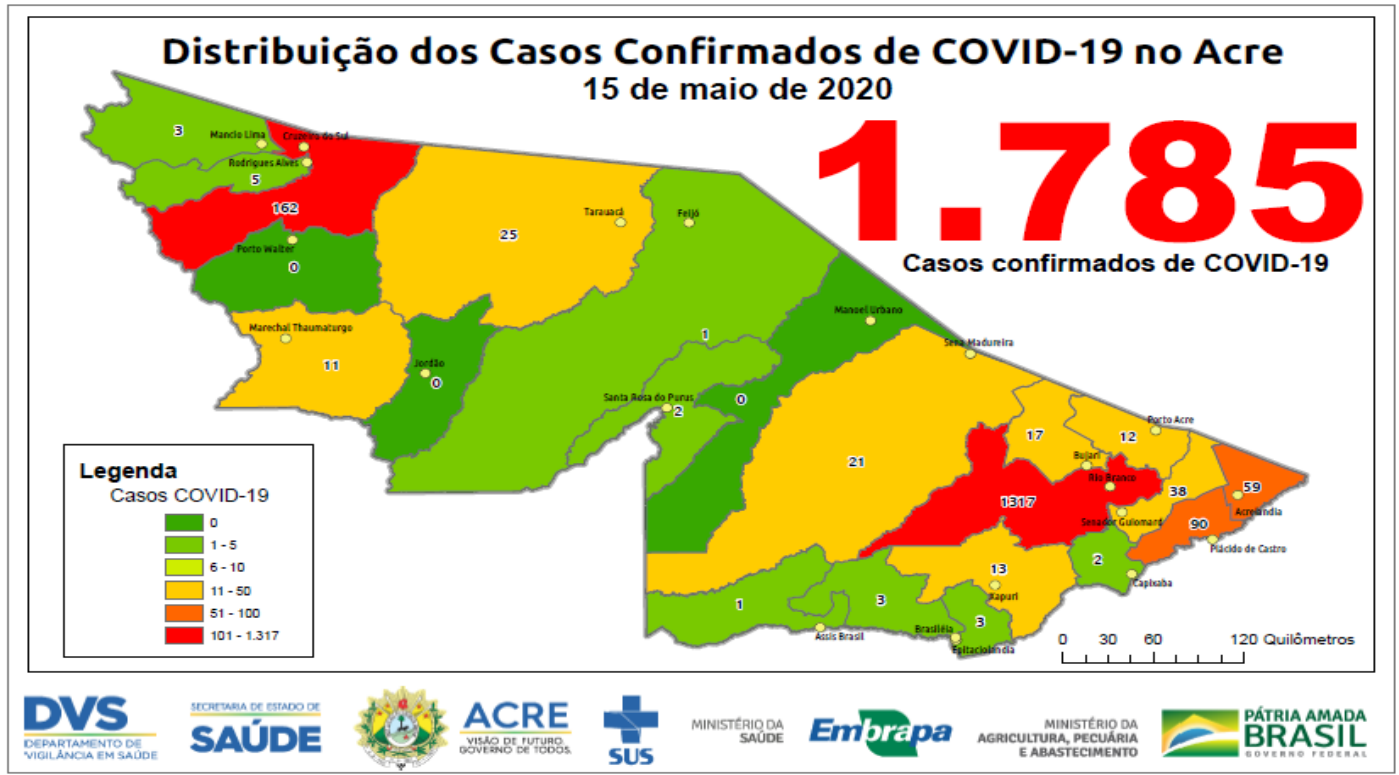 Distribuição dos Casos Confirmados de COVID-19 no Acre
15 de maio de 2020
1.785
Casos confirmados de COVID-19
3
Mancio Lima
Cruzeiro do Sul
Rodrigues Alves
5
162
Porto Walter
0
Tarauacá
25
Feijó
Marechal Thaumaturgo
11
Jordão
0
1
Santa Rosa do Purus
2
Manoel Urbano
0
Sena Madureira
21
17
Porto Acre
12
Bujari
Rio Branco
1317
38
59
Acrelandia
Senador Guiomard
90
Plácido de Castro
2
Capixaba
13
Xapuri
1
Assis Brasil
3
Brasiléia
3
Epitaciolandia
Legenda
Casos COVID-19
0
1 - 5
6 - 10
11 - 50
51 - 100
101 - 1.317
0 30 60 120 Quilômetros
DVS
DEPARTAMENTO DE
VIGILÂNCIA EM SAÚDE
SECRETARIA DE ESTADO DE
SAÚDE
ACRE
VISÃO DE FUTURO.
GOVERNO DE TODOS.
SUS
MINISTÉRIO DA
SAÚDE
Embrapa
MINISTÉRIO DA
AGRICULTURA, PECUÁRIA
E ABASTECIMENTO
PÁTRIA AMADA
BRASIL
GOVERNO FEDERAL